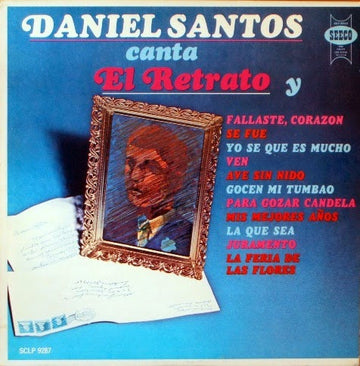 DANIEL SANTOS
SEECO
canta
El Retrato y
FALLASTE, CORAZON
SE FUE
YO SE QUE ES MUCHO
VEN
AVE SIN NIDO
GOCEN MI TUMBAO
PARA GOZAR CANDELA
MIS MEJORES AÑOS
LA QUE SEA
JURAMENTO
LA FERIA DE
LAS FLORES
SCLP 9287